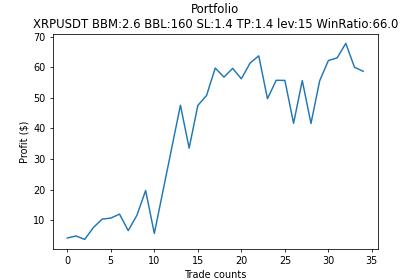 Portfolio
XRPUSDT BBM:2.6 BBL:160 SL:1.4 TP:1.4 lev:15 WinRatio:66.0
70
60
50
40
30
20
10
Profit ($)
0 5 10 15 20 25 30 35
Trade counts